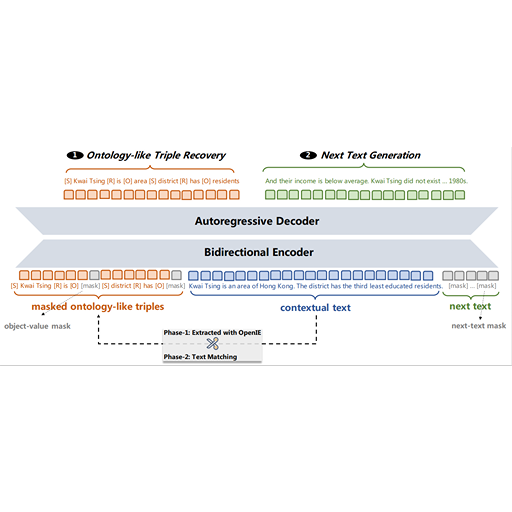 1 Ontology-like Triple Recovery
2 Next Text Generation
[S] Kwai Tsing [R] is [O] area [S] district [R] has [O] residents
And their income is below average. Kwai Tsing did not exist ... 1980s.
Autoregressive Decoder
Bidirectional Encoder
[S] Kwai Tsing [R] is [O] [mask] [S] district [R] has [O] [mask]
Kwai Tsing is an area of Hong Kong. The district has the third least educated residents.
[mask] ... [mask]
masked ontology-like triples
contextual text
next text
object-value mask
next-text mask
Phase-1: Extracted with OpenIE
Phase-2: Text Matching